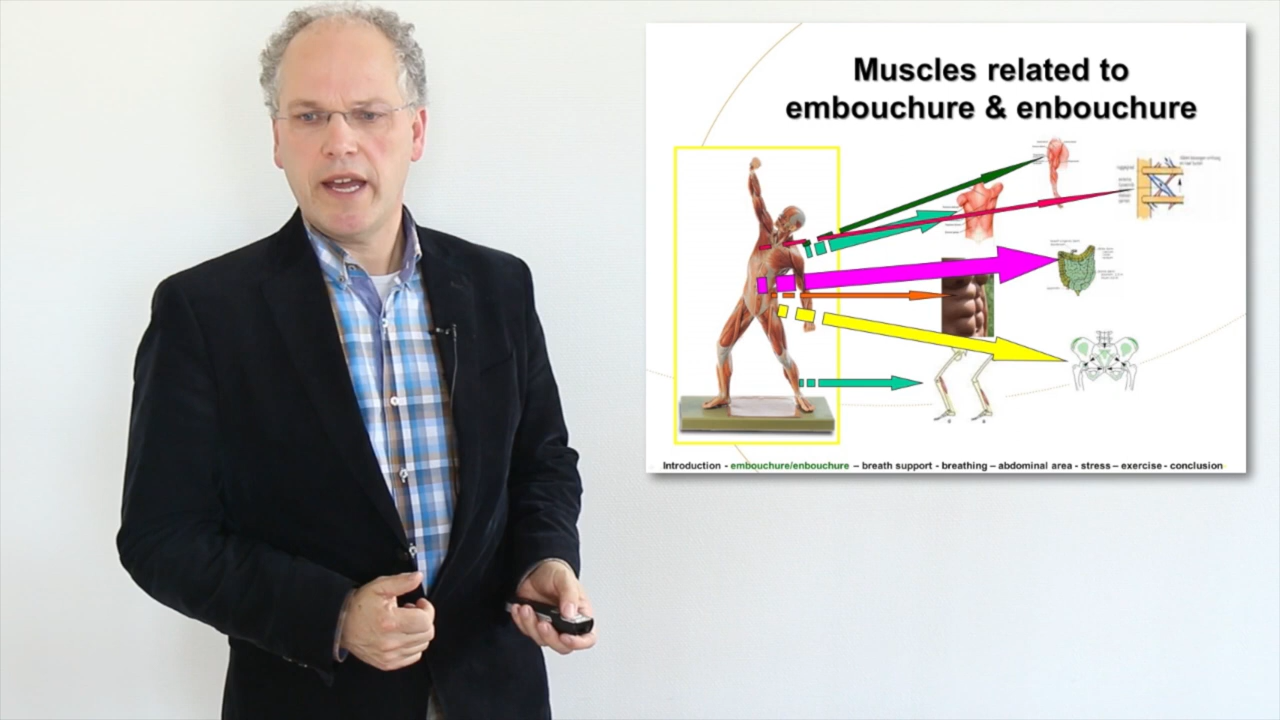 Muscles related to
embouchure & enbouchure
Introduction - embouchure/enbouchure – breath support - breathing – abdominal area - stress – exercise - conclusion